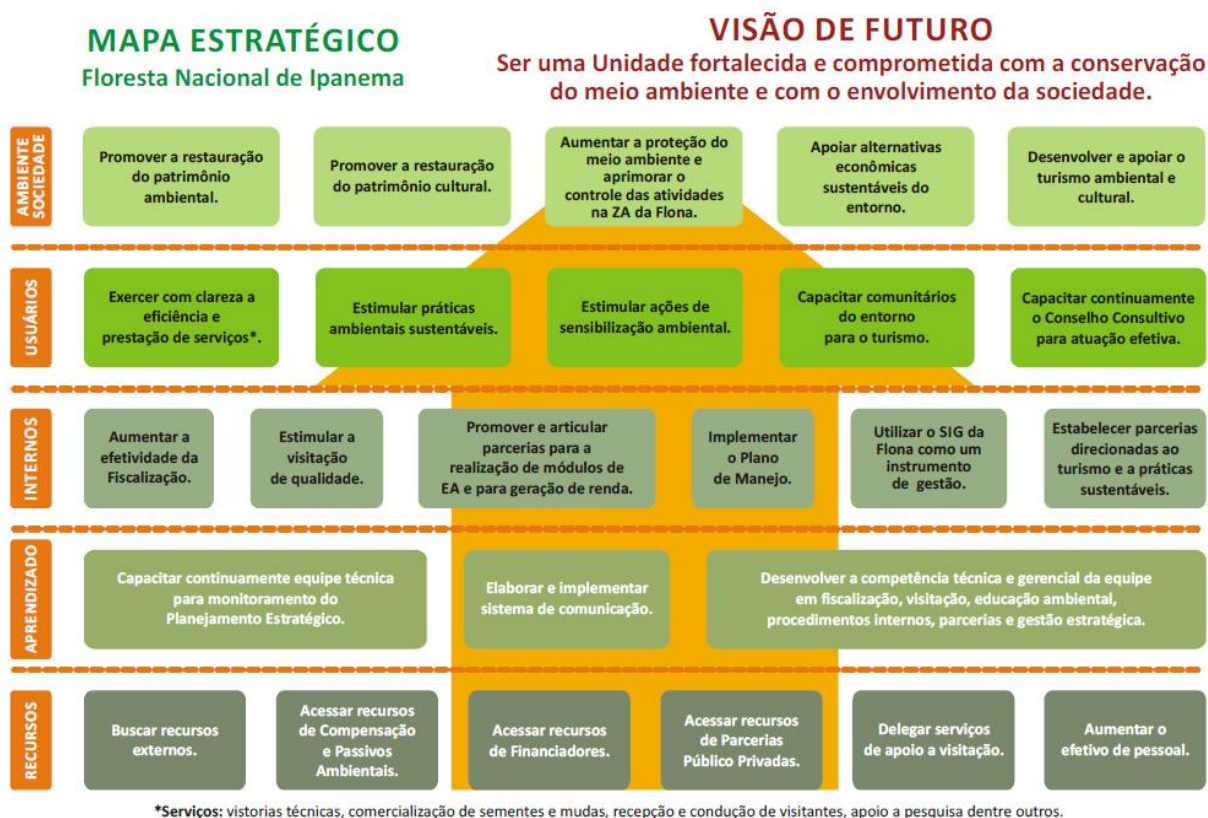 MAPA ESTRATÉGICO
Floresta Nacional de Ipanema
VISÃO DE FUTURO
Ser uma Unidade fortalecida e comprometida com a conservação
do meio ambiente e com o envolvimento da sociedade.
AMBIENTE
SOCIEDADE
Promover a restauração
do patrimônio
ambiental.
Promover a restauração
do patrimônio cultural.
Aumentar a proteção do
meio ambiente e
aprimorar o
controle das atividades
na ZA da Flona.
Apoiar alternativas
econômicas
sustentáveis do
entorno.
Desenvolver e apoiar o
turismo ambiental e
cultural.
USUÁRIOS
Exercer com clareza a
eficiência e
prestação de serviços*.
Estimular práticas
ambientais sustentáveis.
Estimular ações de
sensibilização ambiental.
Capacitar comunitários
do entorno
para o turismo.
Capacitar continuamente
o Conselho Consultivo
para atuação efetiva.
INTERNOS
Aumentar a
efetividade da
Fiscalização.
Estimular a
visitação
de qualidade.
Promover e articular
parcerias para a
realização de módulos de
EA e para geração de renda.
Implementar
o Plano
de Manejo.
Utilizar o SIG da
Flona como um
instrumento
de gestão.
Estabelecer parcerias
direcionadas ao
turismo e a práticas
sustentáveis.
APRENDIZADO
Capacitar continuamente equipe técnica
para monitoramento do
Planejamento Estratégico.
Elaborar e implementar
sistema de comunicação.
Desenvolver a competência técnica e gerencial da equipe
em fiscalização, visitação, educação ambiental,
procedimentos internos, parcerias e gestão estratégica.
RECURSOS
Buscar recursos
externos.
Acessar recursos
de Compensação
e Passivos
Ambientais.
Acessar recursos
de Financiadores.
Acessar recursos
de Parcerias
Público Privadas.
Delegar serviços
de apoio a visitação.
Aumentar o
efetivo de pessoal.
*Serviços: vistorias técnicas, comercialização de sementes e mudas, recepção e condução de visitantes, apoio a pesquisa dentre outros.